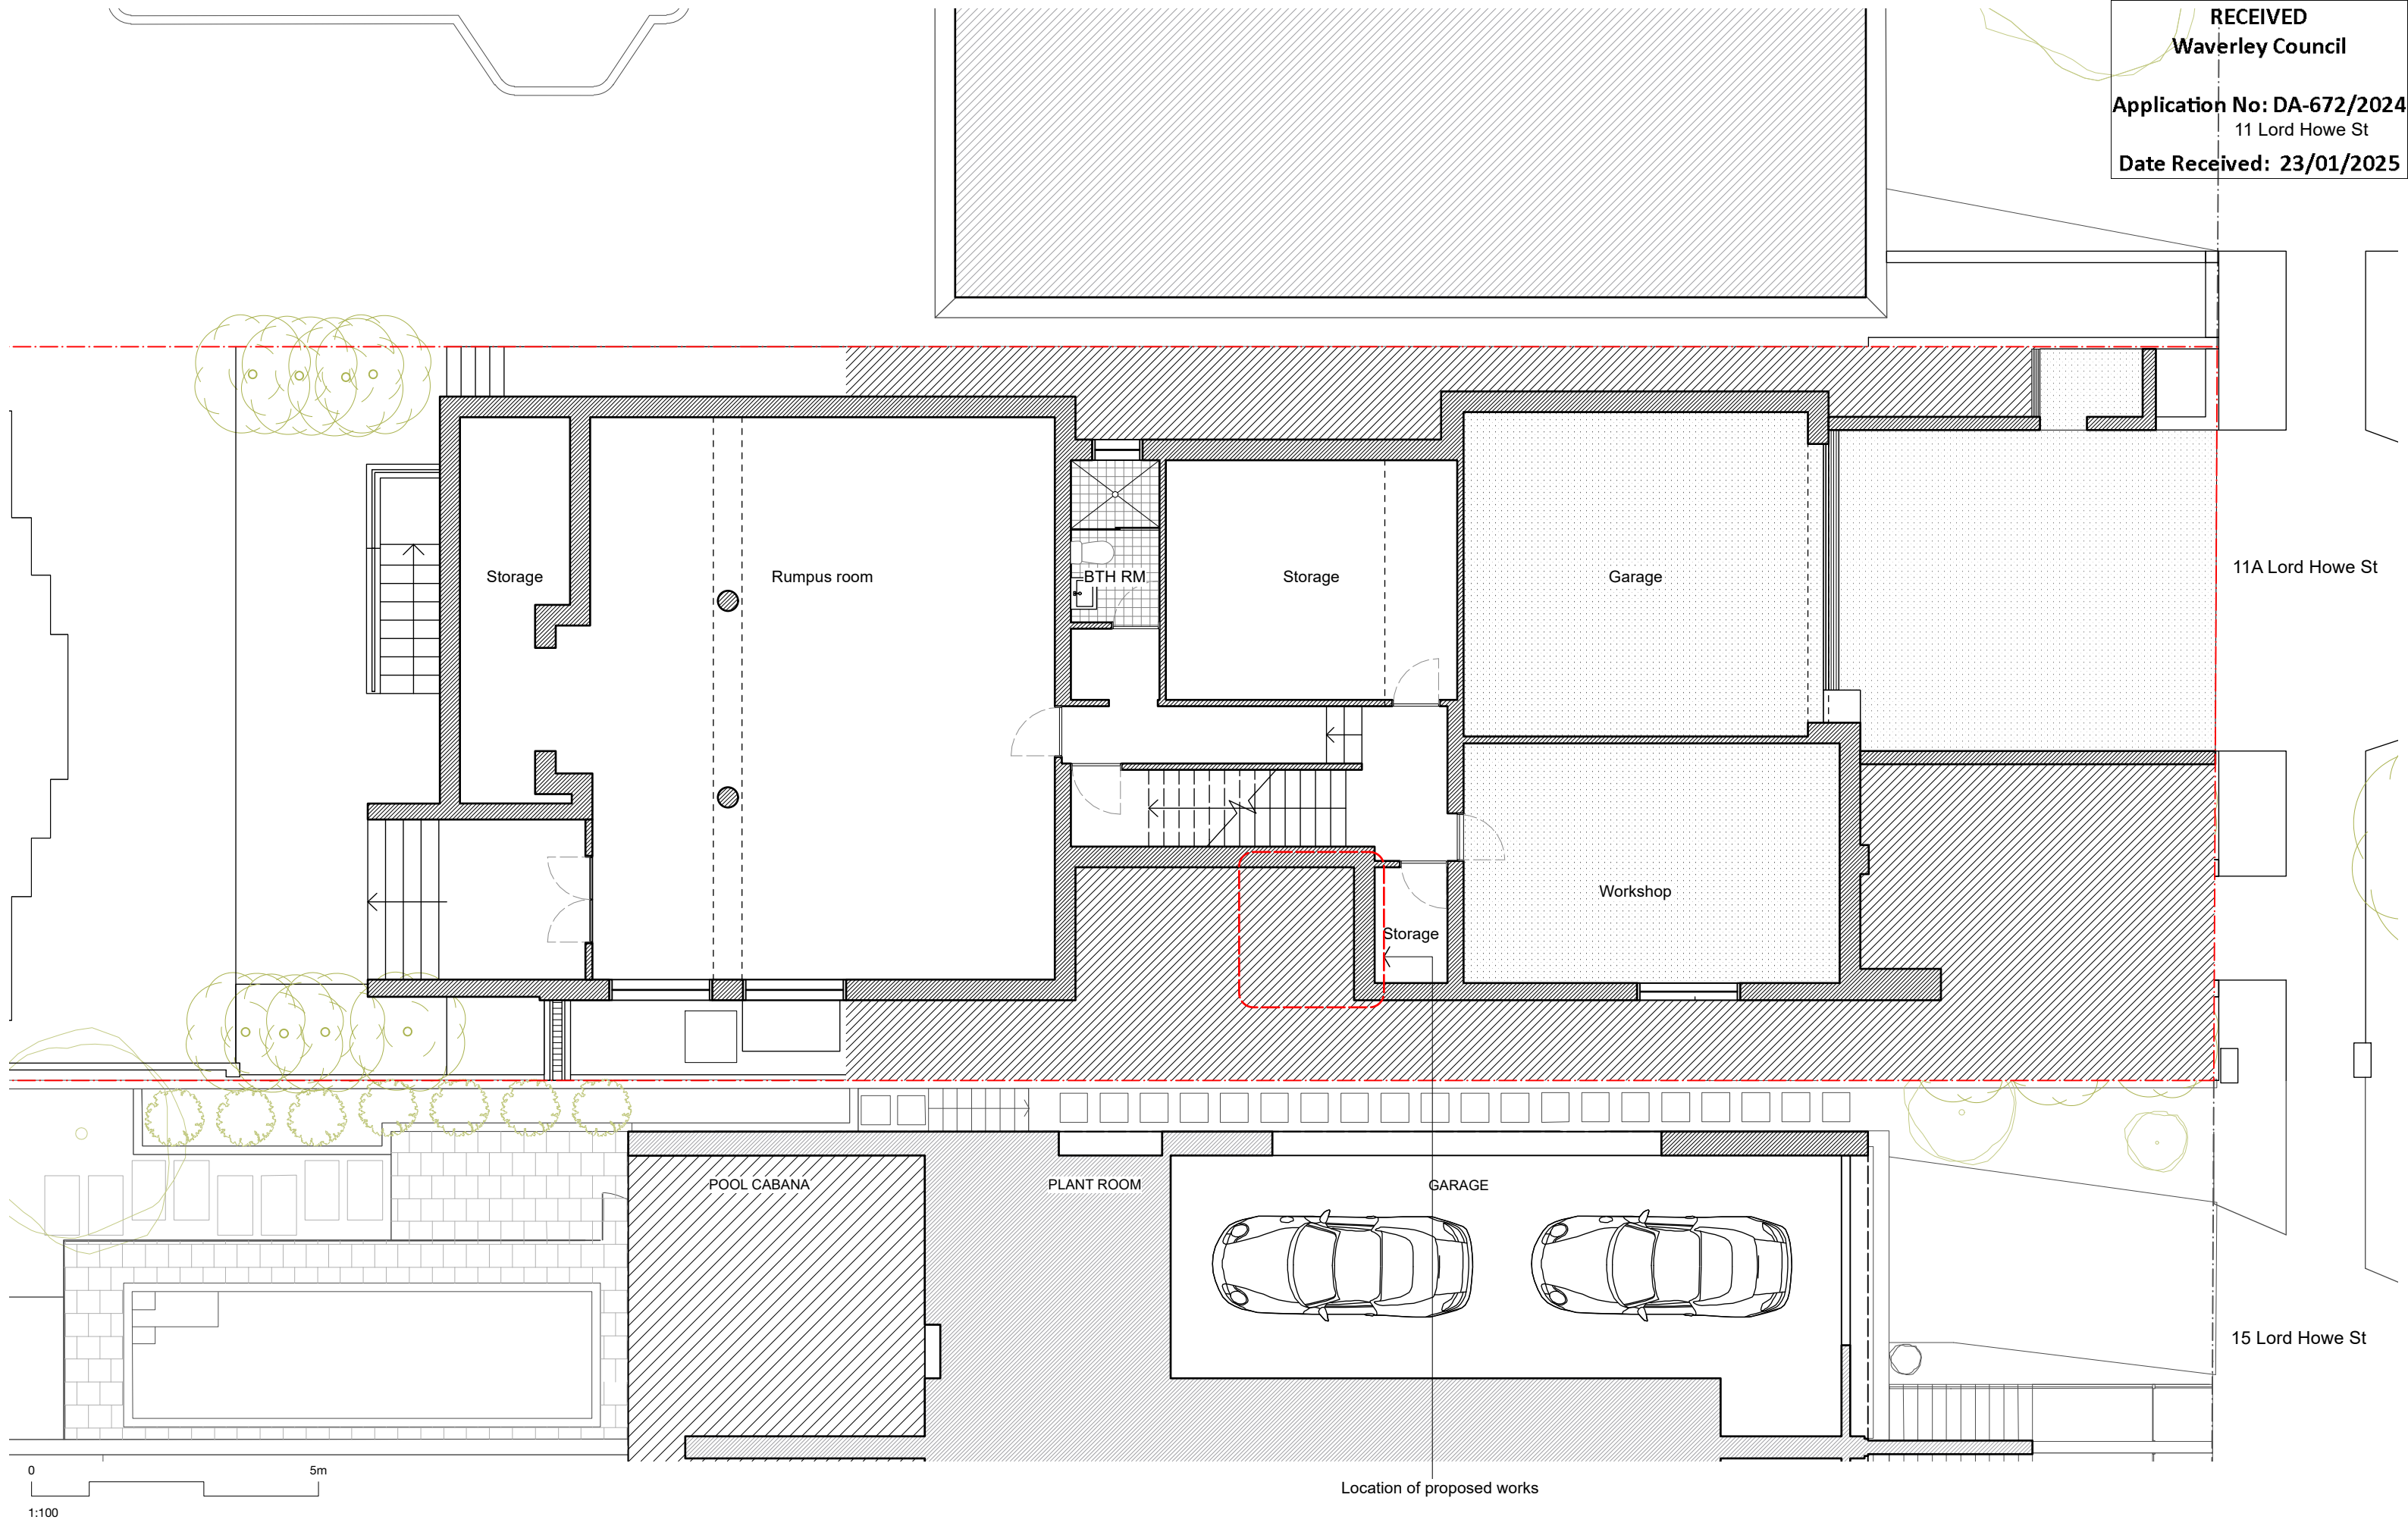 RECEIVED
Waverley Council
Application No: DA-672/2024
11 Lord Howe St
Date Received: 23/01/2025
Storage
Rumpus room
BTH RM
Storage
Garage
11A Lord Howe St
Workshop
Storage
POOL CABANA
PLANT ROOM
GARAGE
15 Lord Howe St
0 5m
1:100
Location of proposed works